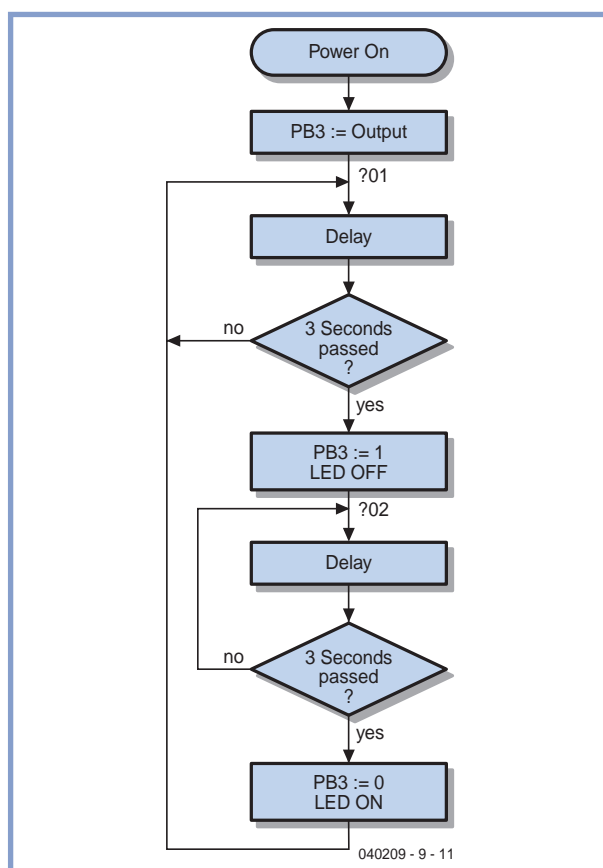 Power On
PB3 := Output
?01
Delay
no
3 Seconds
passed
?
yes
PB3 := 1
LED OFF
?02
Delay
no
3 Seconds
passed
?
yes
PB3 := 0
LED ON
040209 - 9 - 11